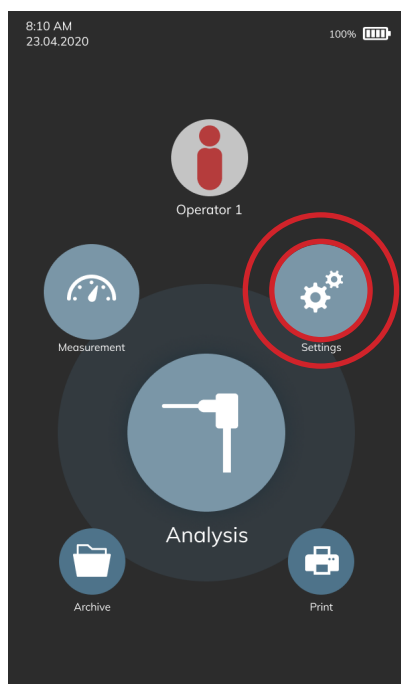 8:10 AM
23.04.2020
100%
Operator 1
Measurement
Settings
Analysis
Archive
Print